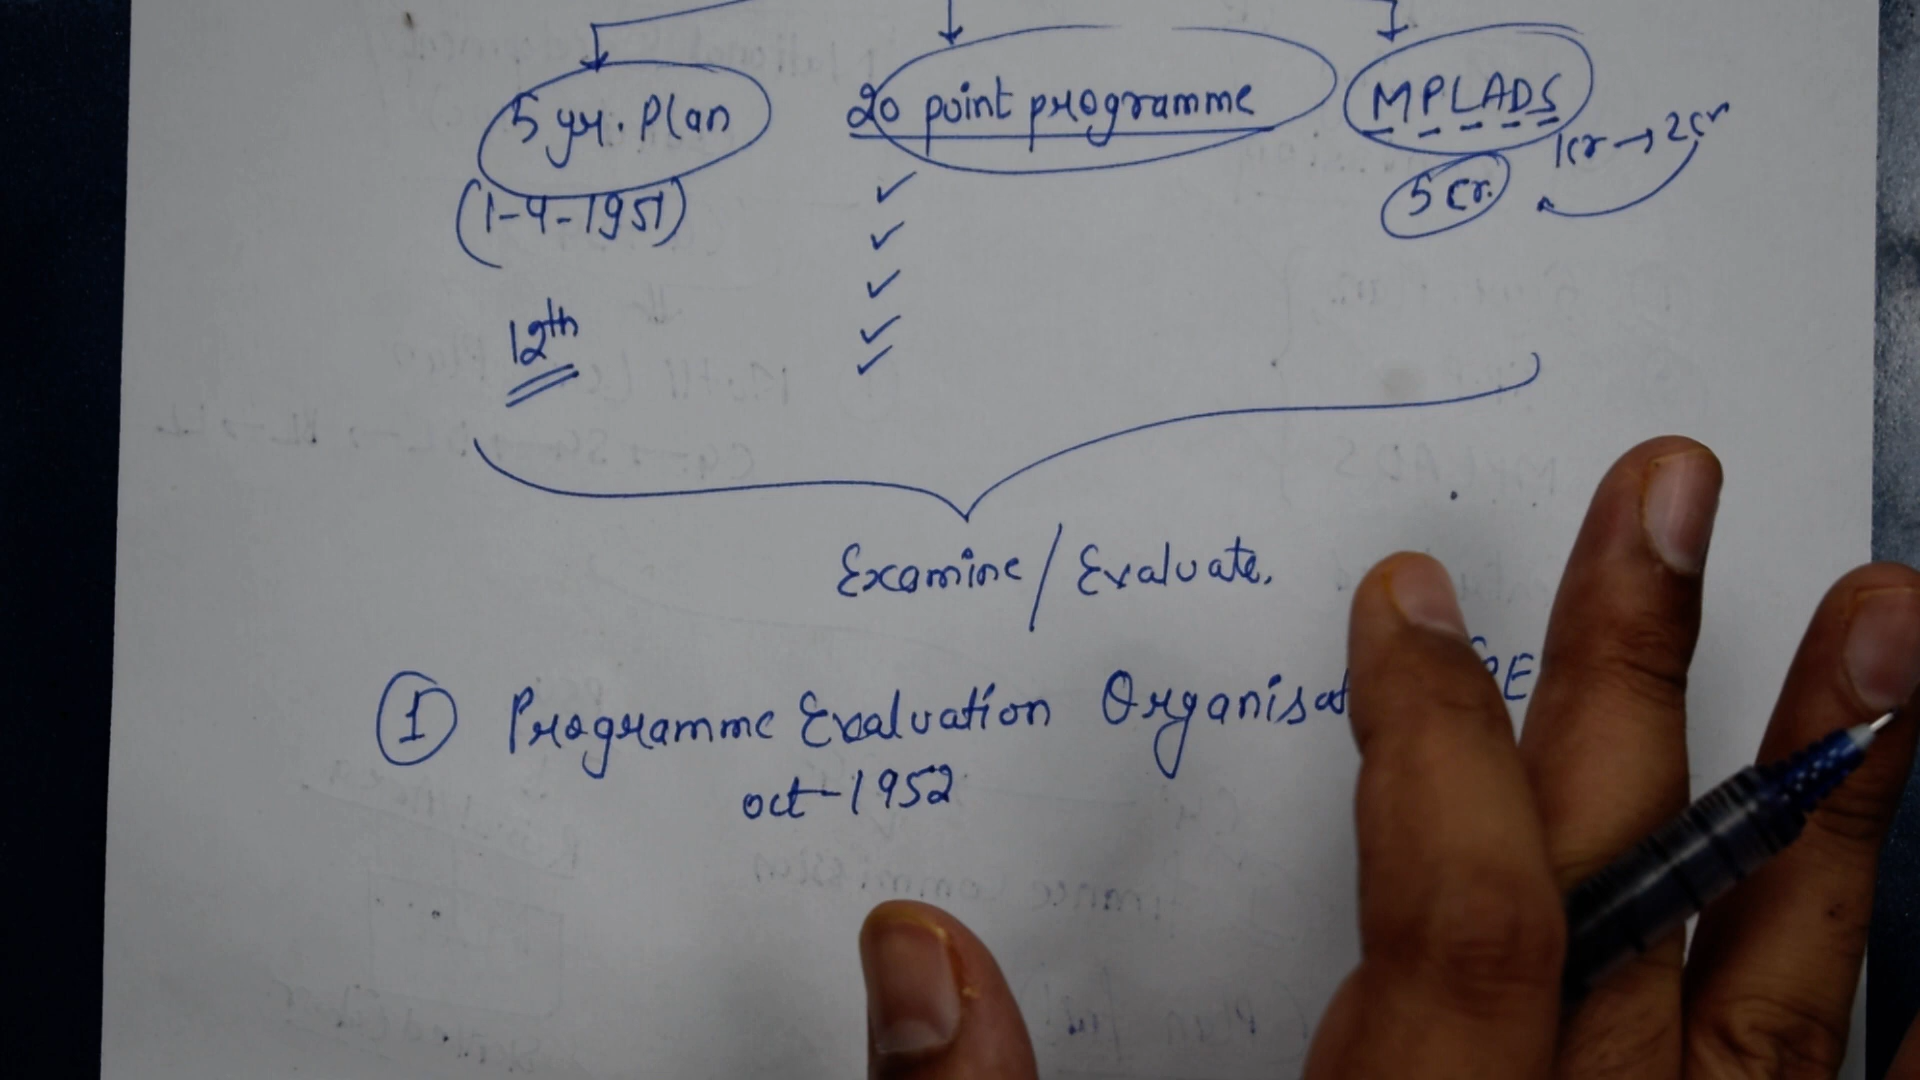 5 yr. Plan 20 point programme MPLADS
1cr → 2cr
(1-4-1951) 5 Cr.
12th
Examine / Evaluate.
① Programme Evaluation Organisat PE
oct-1952